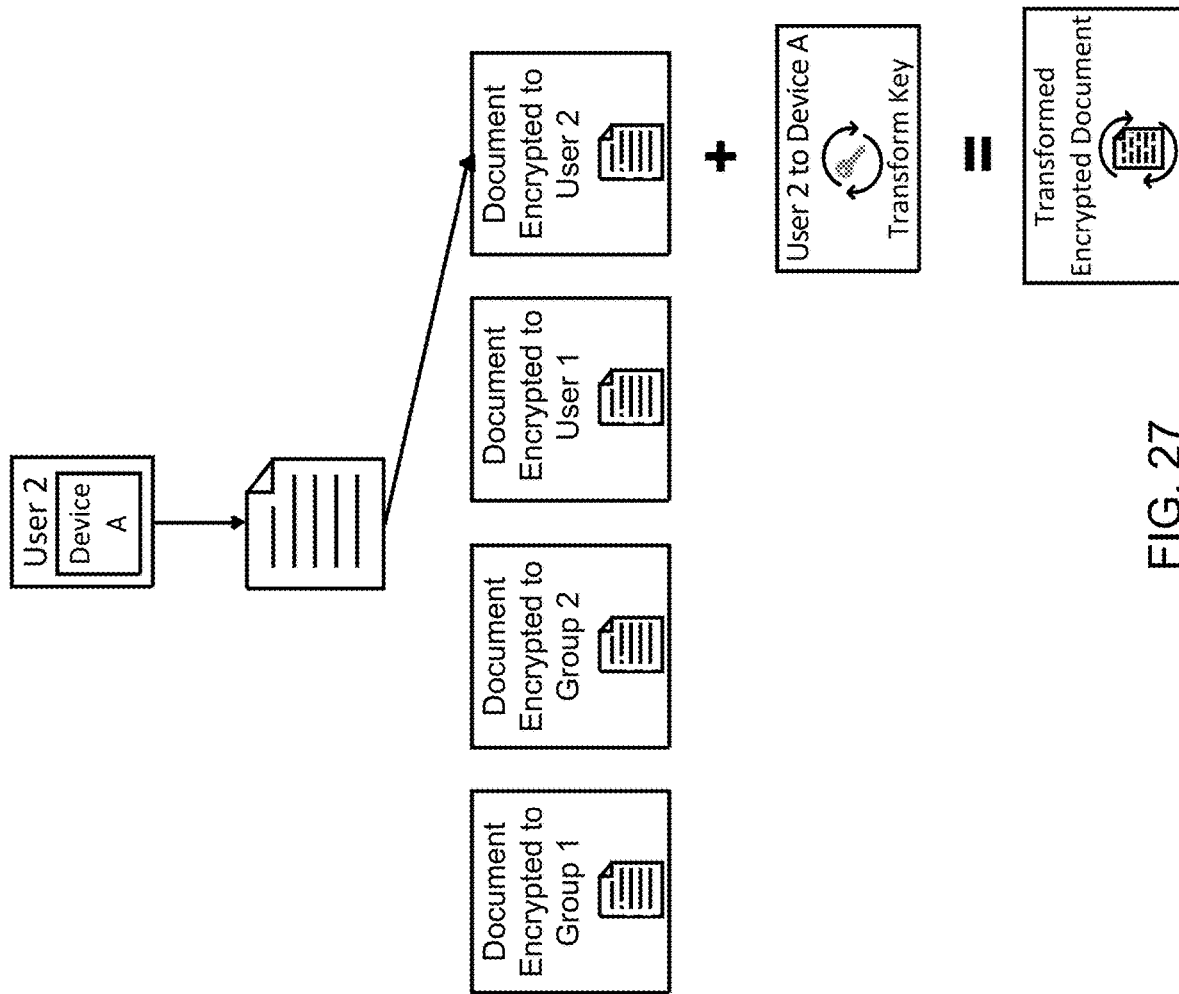 User 2
Device
A
Document
Encrypted to
Group 1
Document
Encrypted to
Group 2
Document
Encrypted to
User 1
Document
Encrypted to
User 2
+
User 2 to Device A
Transform Key
=
Transformed
Encrypted Document
FIG. 27